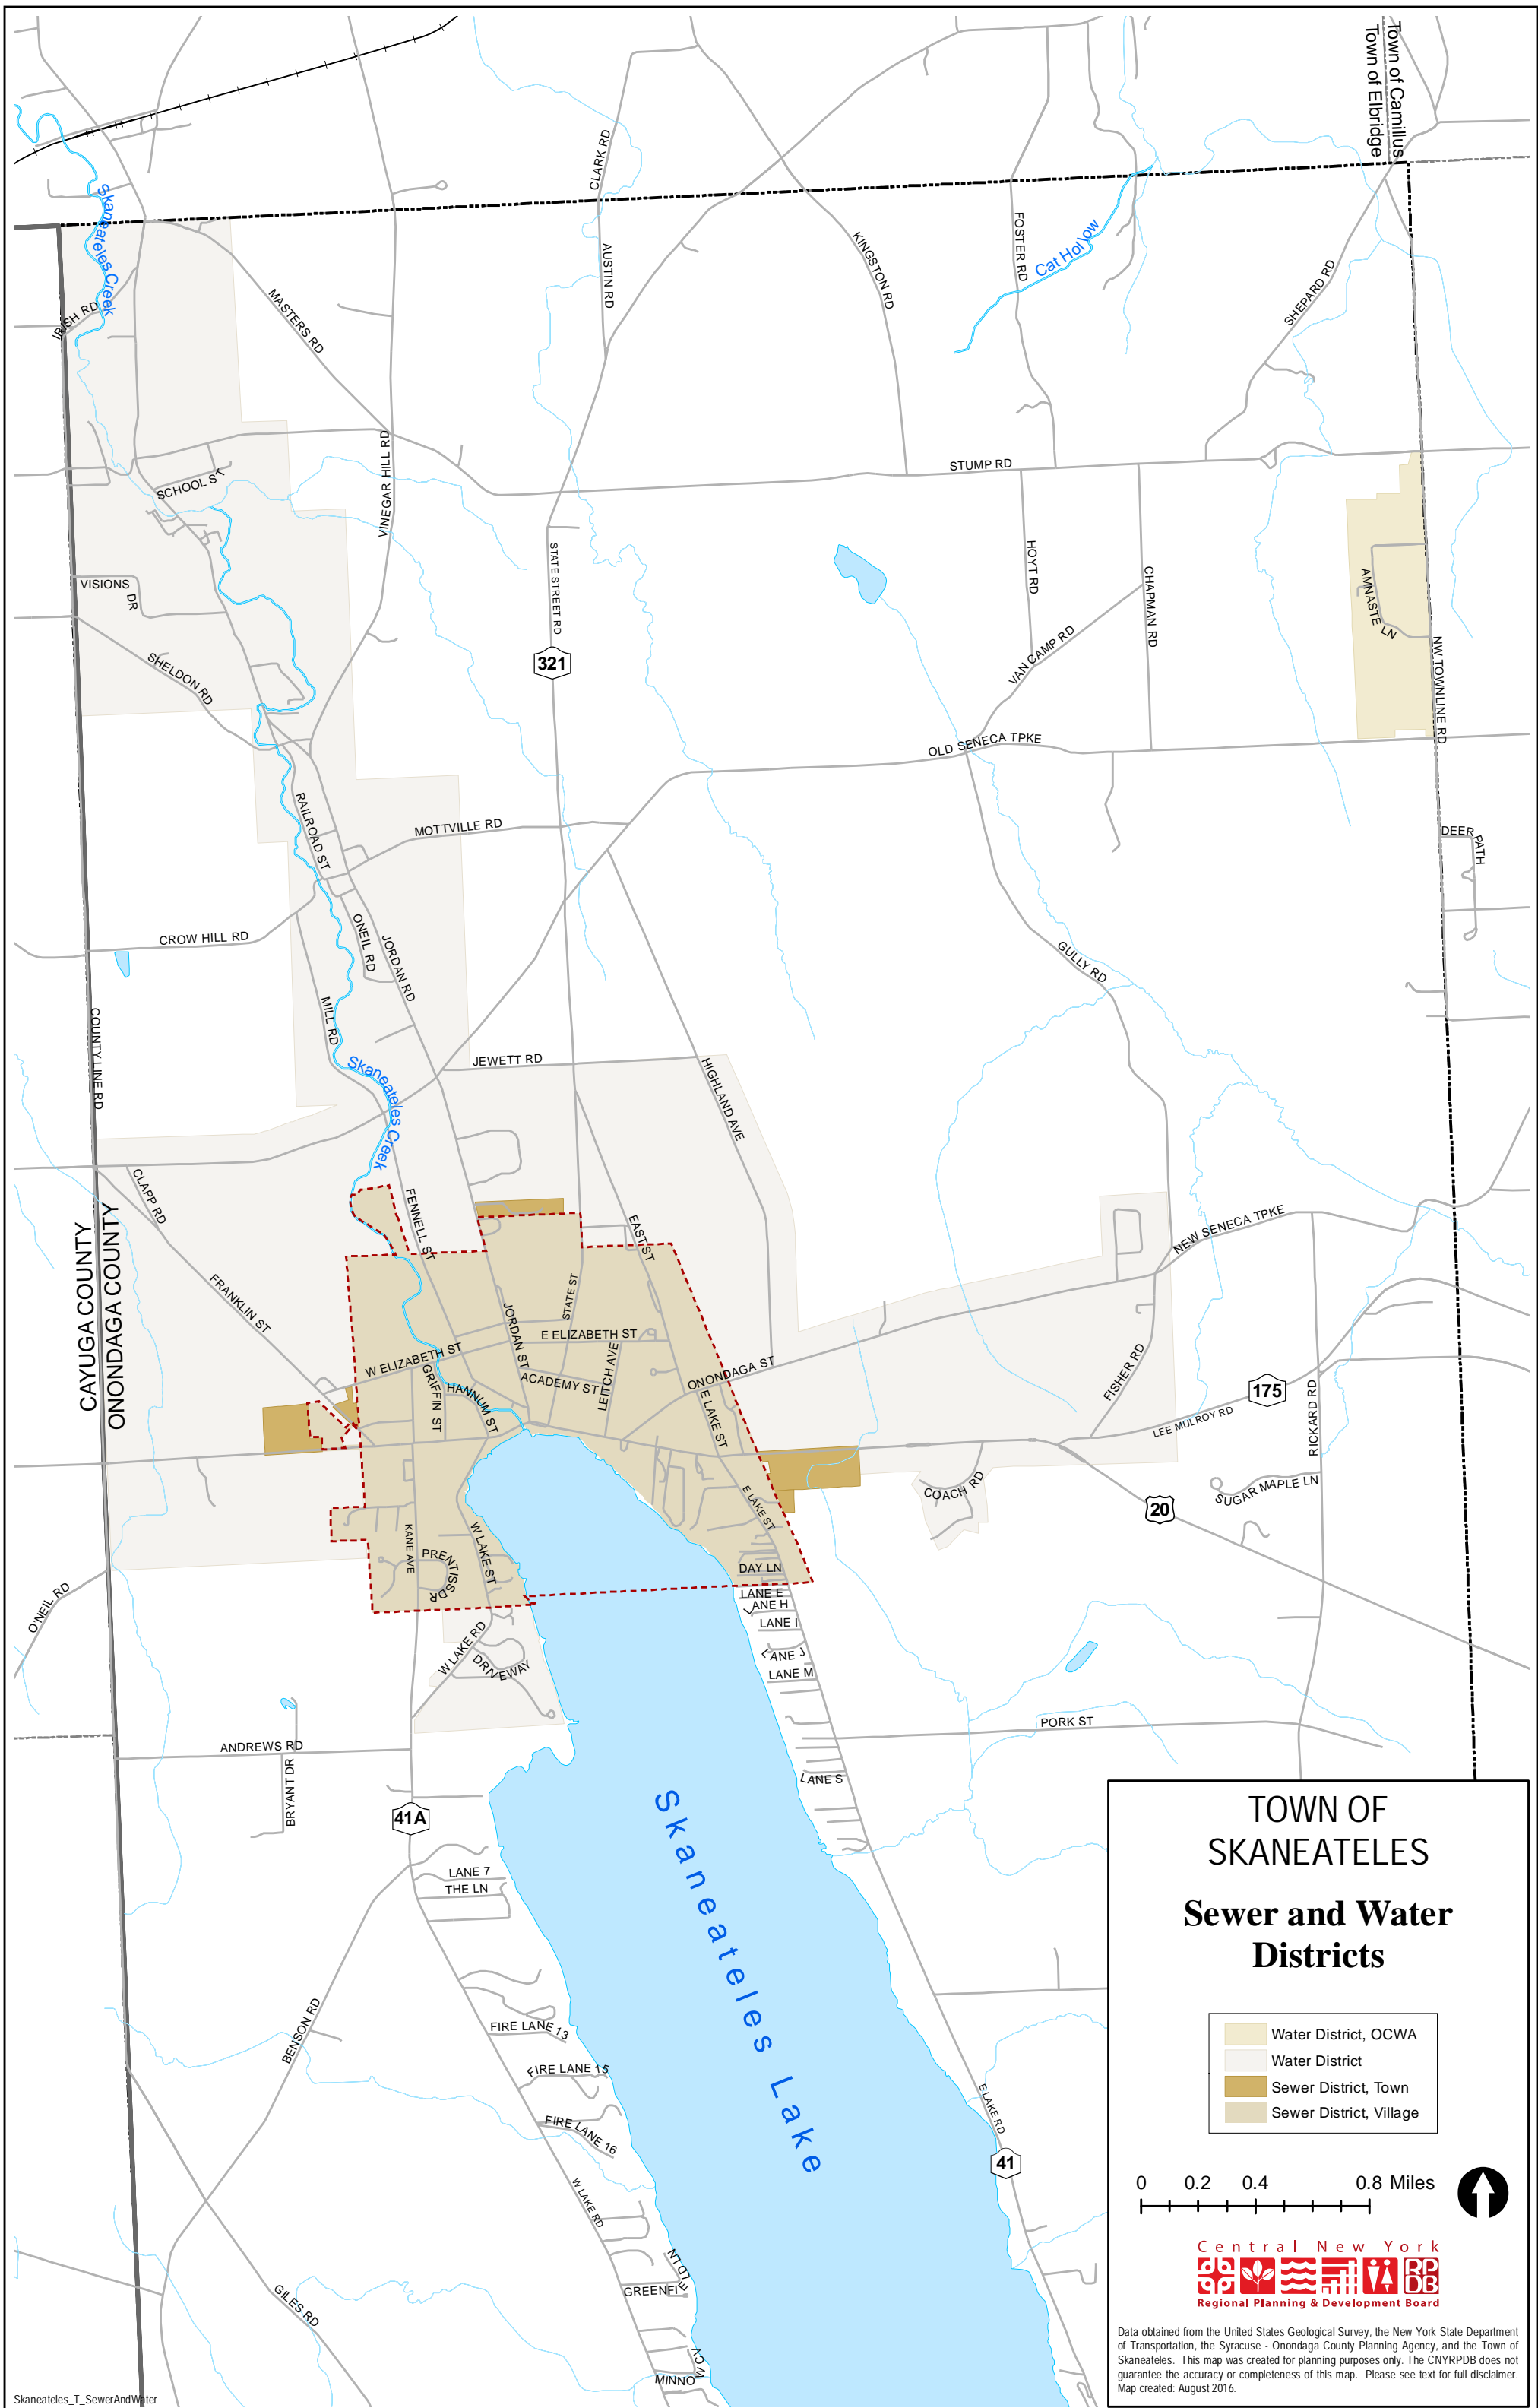 Town of Camillus
Town of Elbridge
CLARK RD
Skaneateles Creek
IRISH RD
MASTERS RD
AUSTIN RD
KINGSTON RD
FOSTER RD
Cat Hollow
SHEPARD RD
VINEGAR HILL RD
STUMP RD
SCHOOL ST
STATE STREET RD
HOYT RD
CHAPMAN RD
AMNASTE LN
VISIONS DR
VAN CAMP RD
SHELDON RD
321
NW TOWNLINE RD
OLD SENECA TPKE
RAILROAD ST
MOTTVILLE RD
DEER PATH
CROW HILL RD
ONEIL RD
JORDAN RD
GULLY RD
MILL RD
COUNTY LINE RD
Skaneateles Creek
JEWETT RD
HIGHLAND AVE
CLAPP RD
FENNELL ST
EAST ST
NEW SENECA TPKE
CAYUGA COUNTY
ONONDAGA COUNTY
FRANKLIN ST
STATE ST
JORDAN ST
E ELIZABETH ST
W ELIZABETH ST
GRIFFIN ST
HANNUM ST
ACADEMY ST
LEITCH AVE
ONONDAGA ST
E LAKE ST
FISHER RD
175
LEE MULROY RD
RICKARD RD
COACH RD
SUGAR MAPLE LN
20
E LAKE ST
KANE AVE
PRENTISS DR
W LAKE ST
DAY LN
LANE E
LANE H
LANE I
LANE J
LANE M
O'NEIL RD
W LAKE RD
DRIVEWAY
PORK ST
ANDREWS RD
BRYANT DR
LANE S
41A
LANE 7
THE LN
Skaneateles Lake
BENSON RD
FIRE LANE 13
FIRE LANE 15
FIRE LANE 16
E LAKE RD
41
W LAKE RD
GREENFIELD LN
GILES RD
MINNOW CV
TOWN OF
SKANEATELES
Sewer and Water
Districts
Water District, OCWA
Water District
Sewer District, Town
Sewer District, Village
0 0.2 0.4 0.8 Miles
Central New York
RP
DB
Regional Planning & Development Board
Data obtained from the United States Geological Survey, the New York State Department
of Transportation, the Syracuse - Onondaga County Planning Agency, and the Town of
Skaneateles. This map was created for planning purposes only. The CNYRPDB does not
guarantee the accuracy or completeness of this map. Please see text for full disclaimer.
Map created: August 2016.
Skaneateles_T_SewerAndWater